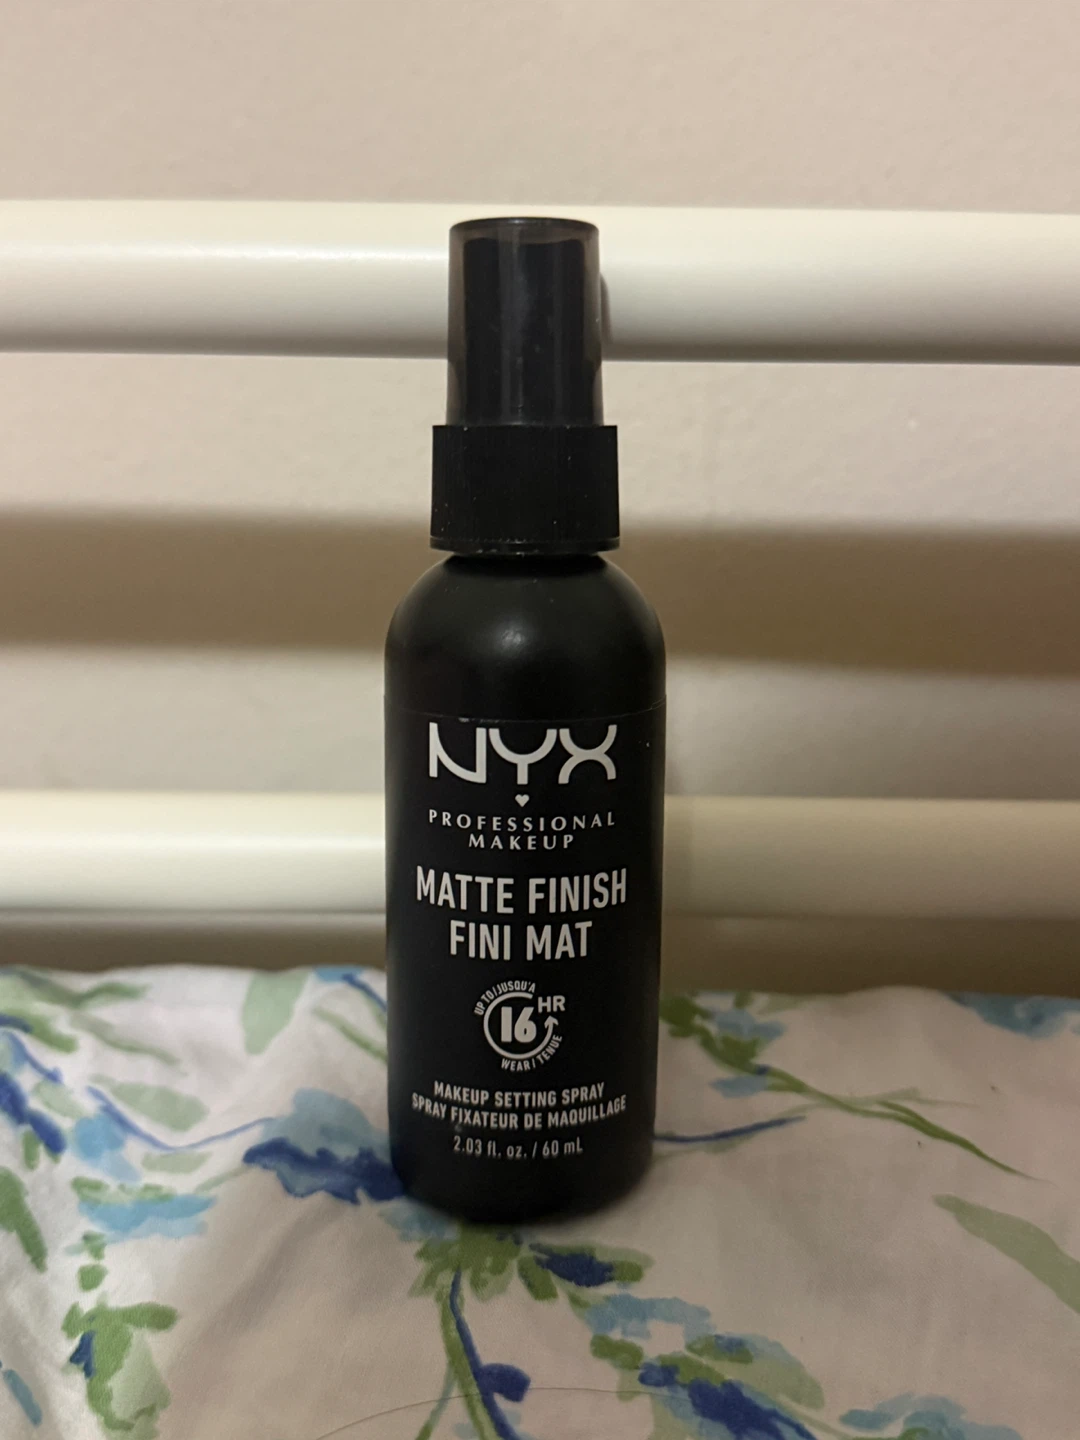 NYX
PROFESSIONAL
MAKEUP
MATTE FINISH
FINI MAT
UP TO/JUSQU'A
16 HR
WEAR/TENUE
MAKEUP SETTING SPRAY
SPRAY FIXATEUR DE MAQUILLAGE
2.03 fl. oz. / 60 mL